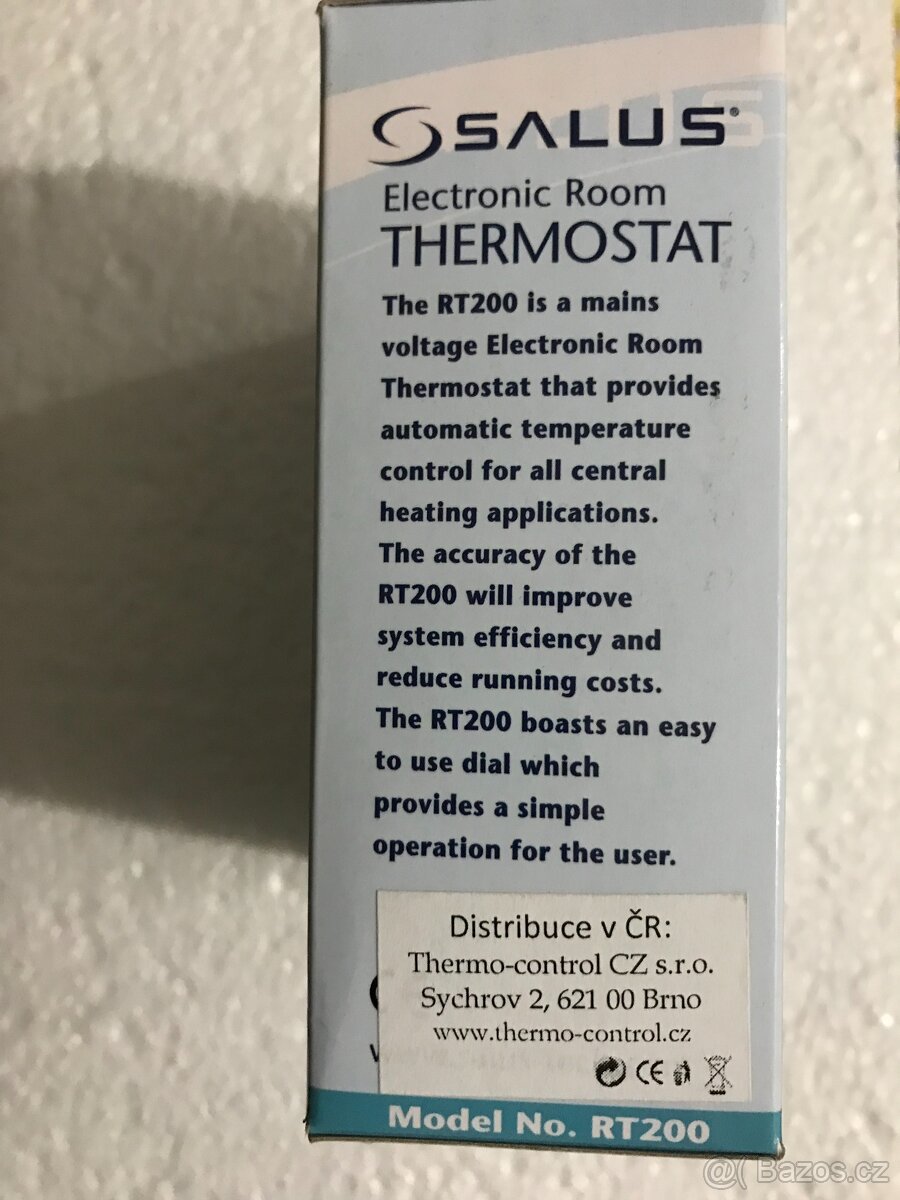 SALUS®
Electronic Room
THERMOSTAT
The RT200 is a mains
voltage Electronic Room
Thermostat that provides
automatic temperature
control for all central
heating applications.
The accuracy of the
RT200 will improve
system efficiency and
reduce running costs.
The RT200 boasts an easy
to use dial which
provides a simple
operation for the user.
Distribuce v ČR:
Thermo-control CZ s.r.o.
Sychrov 2, 621 00 Brno
www.thermo-control.cz
CE
Model No. RT200
@( Bazos.cz